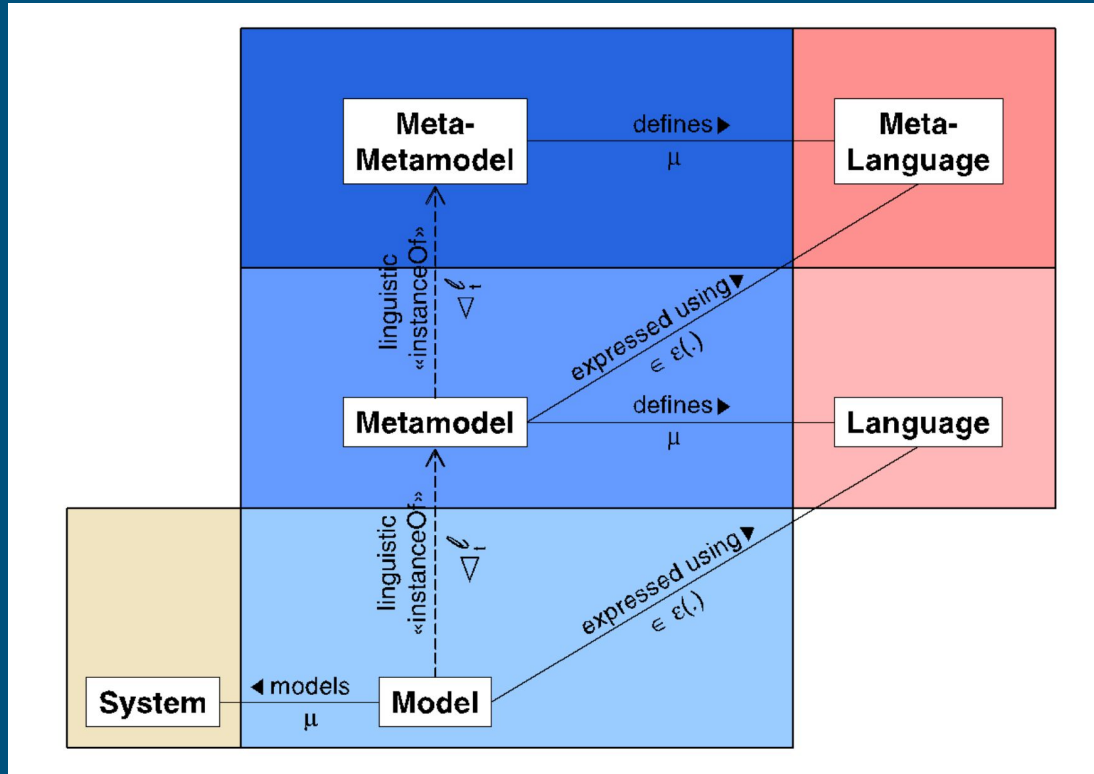 Meta-
Metamodel
defines ►
μ
Meta-
Language
linguistic
«instanceOf»
◁ ℓ t
expressed using ▼
∈ ε(.)
Metamodel
defines ►
μ
Language
linguistic
«instanceOf»
◁ ℓ t
expressed using ▼
∈ ε(.)
System
◄ models
μ
Model